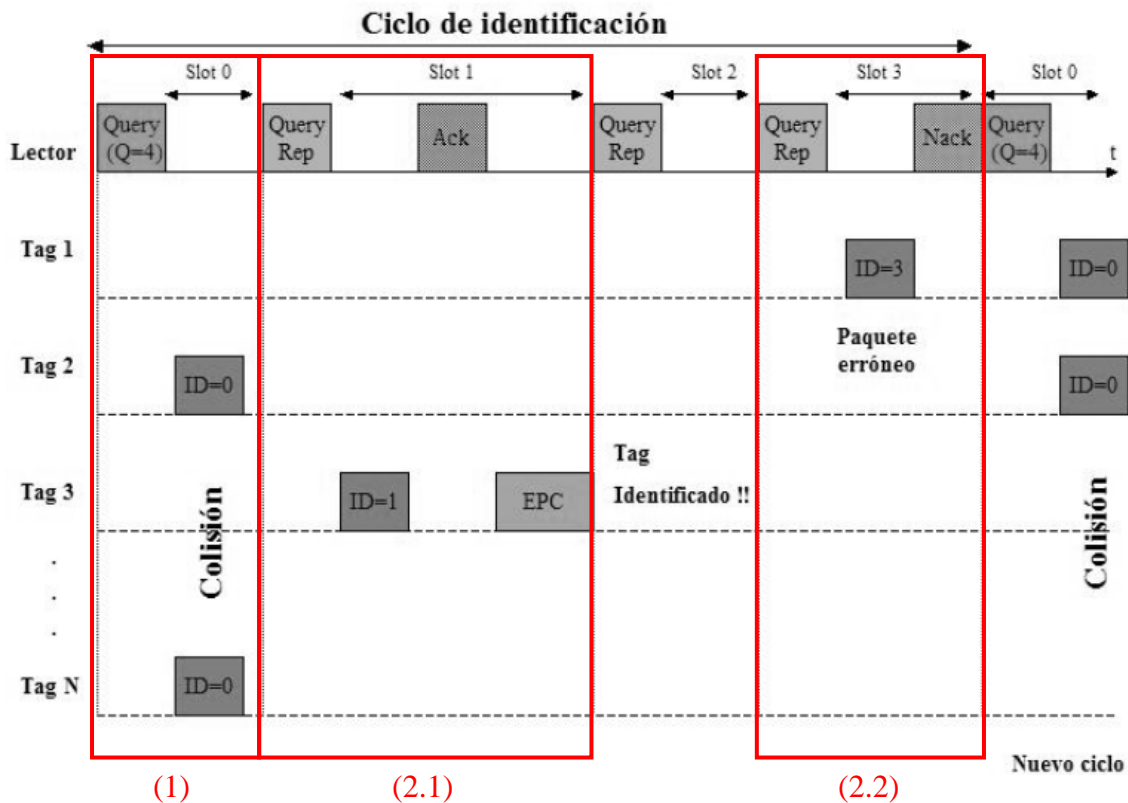 Ciclo de identificación
Slot 0
Slot 1
Slot 2
Slot 3
Slot 0
Lector
Query
(Q=4)
Query
Rep
Ack
Query
Rep
Query
Rep
Nack
Query
(Q=4)
t
Tag 1
ID=3
ID=0
Paquete
erróneo
Tag 2
ID=0
ID=0
Tag 3
ID=1
EPC
Tag
Identificado !!
Colisión
Colisión
.
.
.
Tag N
ID=0
Nuevo ciclo
(1)
(2.1)
(2.2)